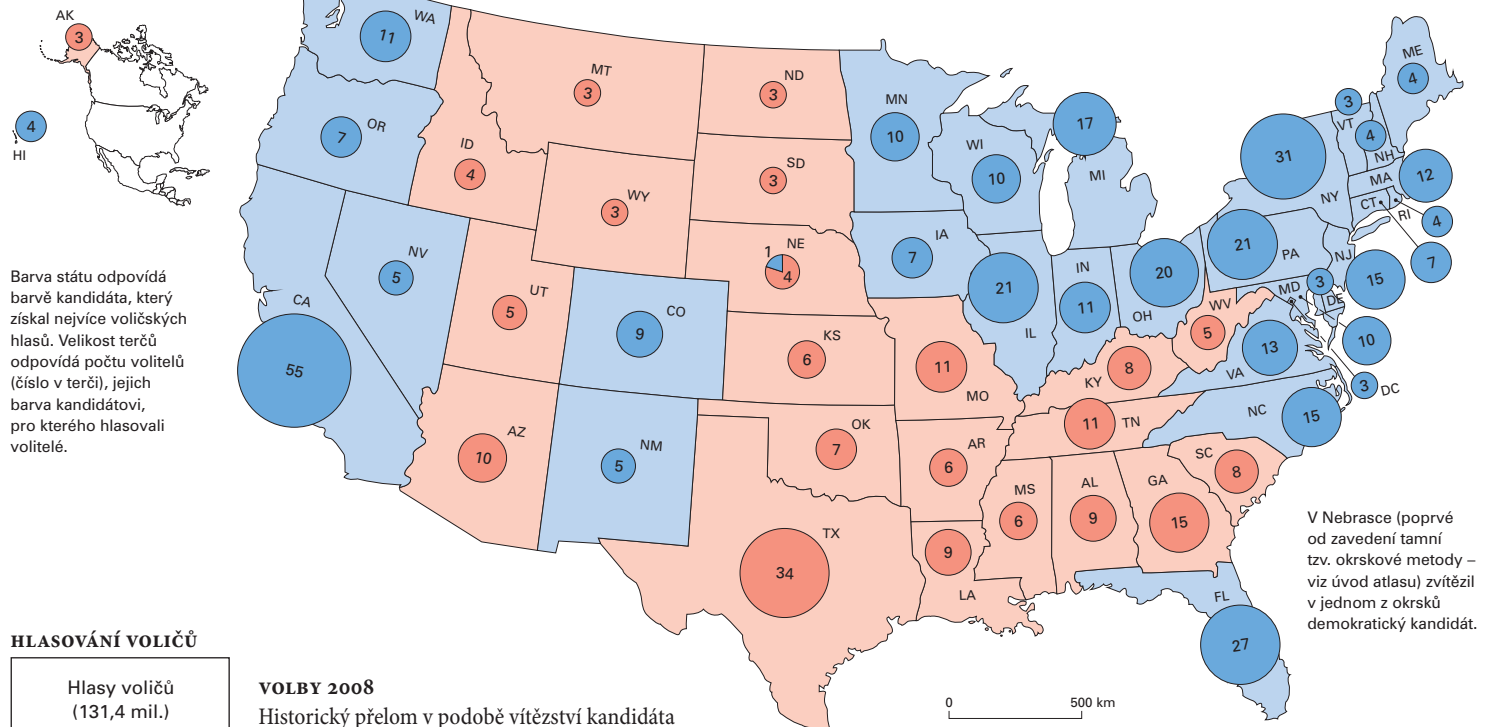 AK
3
4
HI
WA
11
OR
7
ID
4
MT
3
ND
3
MN
10
WI
10
17
MI
ME
4
3
VT
4
NH
31
NY
MA
12
CT
RI
4
7
WY
3
SD
3
NV
5
CA
55
UT
5
CO
9
1
NE
4
IA
7
21
IL
IN
11
20
OH
21
PA
NJ
15
3
MD
DE
10
3
DC
WV
5
13
VA
KS
6
11
MO
KY
8
NC
15
AZ
10
NM
5
OK
7
AR
6
11
TN
SC
8
TX
34
9
LA
MS
6
AL
9
GA
15
FL
27
Barva státu odpovídá
barvě kandidáta, který
získal nejvíce voličských
hlasů. Velikost terčů
odpovídá počtu volitelů
(číslo v terči), jejich
barva kandidátovi,
pro kterého hlasovali
volitelé.
V Nebrasce (poprvé
od zavedení tamní
tzv. okrskové metody –
viz úvod atlasu) zvítězil
v jednom z okrsků
demokratický kandidát.
HLASOVÁNÍ VOLIČŮ
Hlasy voličů
(131,4 mil.)
VOLBY 2008
Historický přelom v podobě vítězství kandidáta
0 500 km